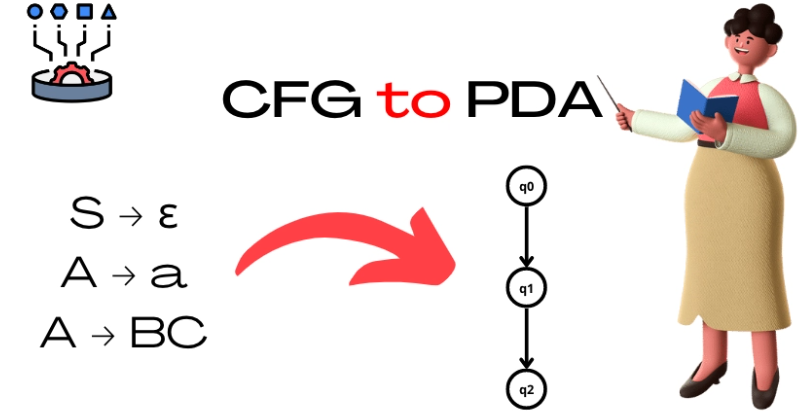 CFG to PDA
S → ε
A → a
A → BC
q0
q1
q2